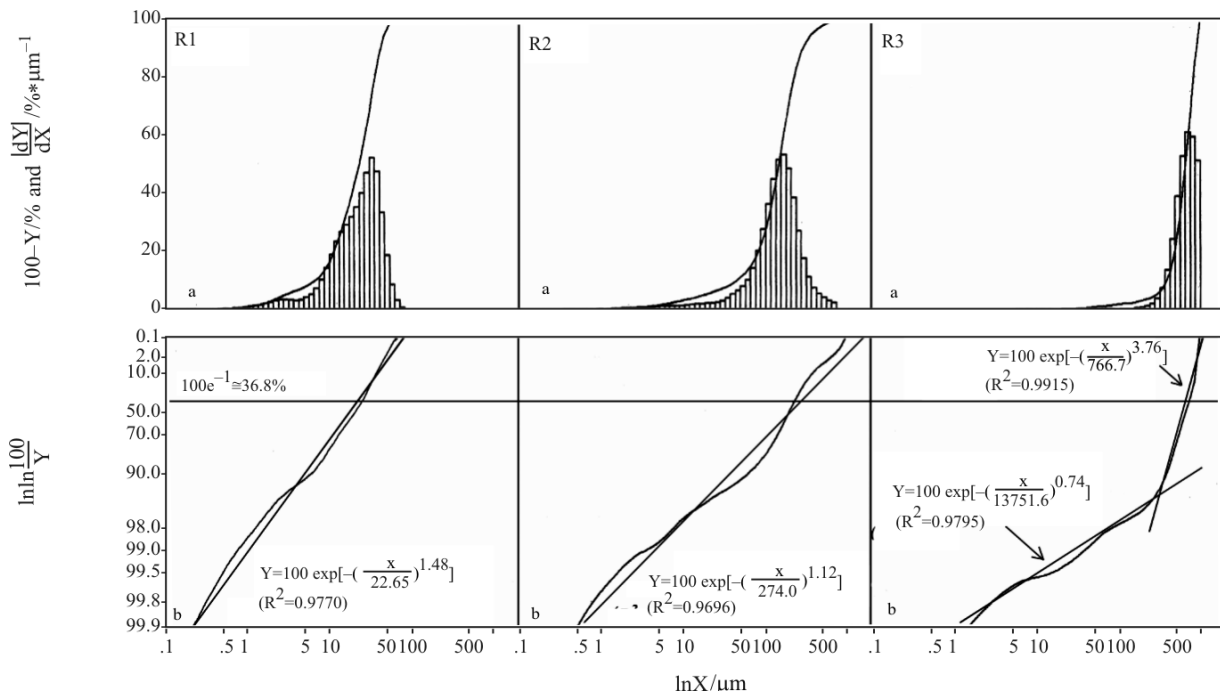 100–Y/% and |dY|/dX /%*μm⁻¹
100
80
60
40
20
0
R1
R2
R3
a
a
a
lnln 100/Y
0.1
2.0
10.0
50.0
70.0
90.0
98.0
99.0
99.5
99.8
99.9
100e⁻¹≅36.8%
Y=100 exp[–(x/22.65)^1.48]
(R²=0.9770)
b
Y=100 exp[–(x/274.0)^1.12]
(R²=0.9696)
b
Y=100 exp[–(x/766.7)^3.76]
(R²=0.9915)
Y=100 exp[–(x/13751.6)^0.74]
(R²=0.9795)
b
.1 .5 1 5 10 50 100 500
.1 .5 1 5 10 50 100 500
.1 .5 1 5 10 50 100 500
lnX/μm